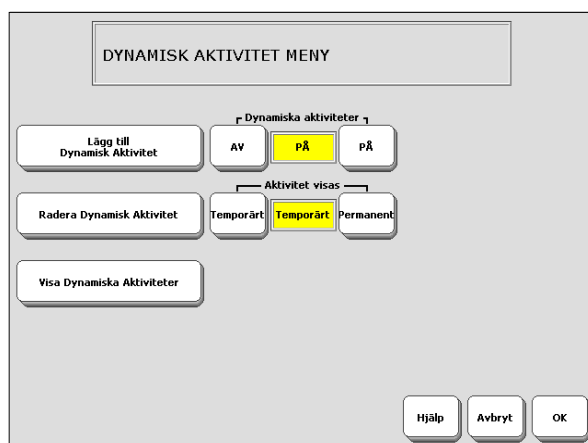 DYNAMISK AKTIVITET MENY
Dynamiska aktiviteter
Lägg till
Dynamisk Aktivitet
AV
PÅ
PÅ
Aktivitet visas
Radera Dynamisk Aktivitet
Temporärt
Temporärt
Permanent
Visa Dynamiska Aktiviteter
Hjälp
Avbryt
OK